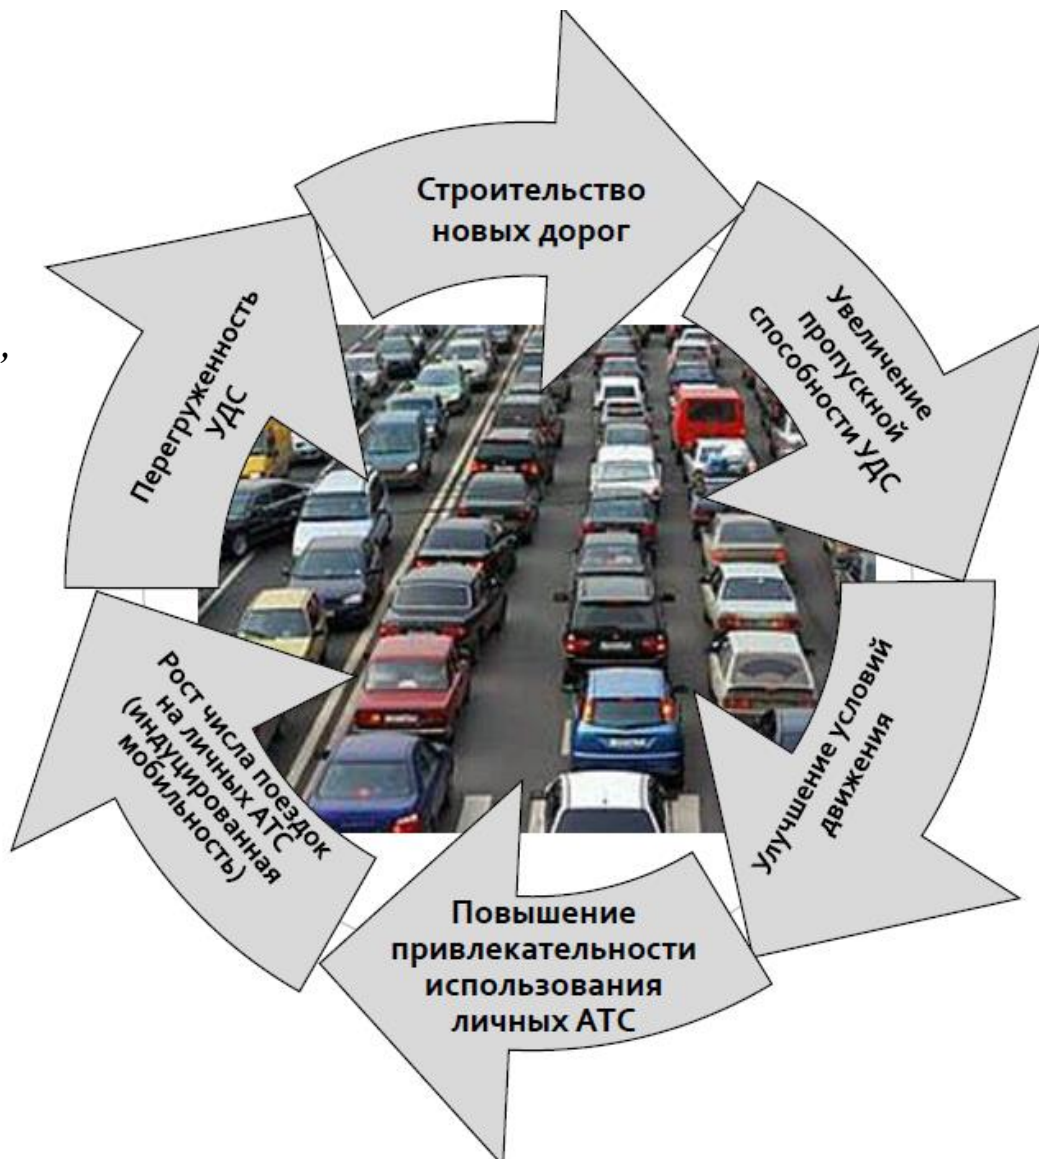 Строительство
новых дорог
Увеличение
пропускной
способности УДС
Улучшение условий
движения
Повышение
привлекательности
использования
личных АТС
Рост числа поездок
на личных АТС
(индуцированная
мобильность)
Перегруженность
УДС
,